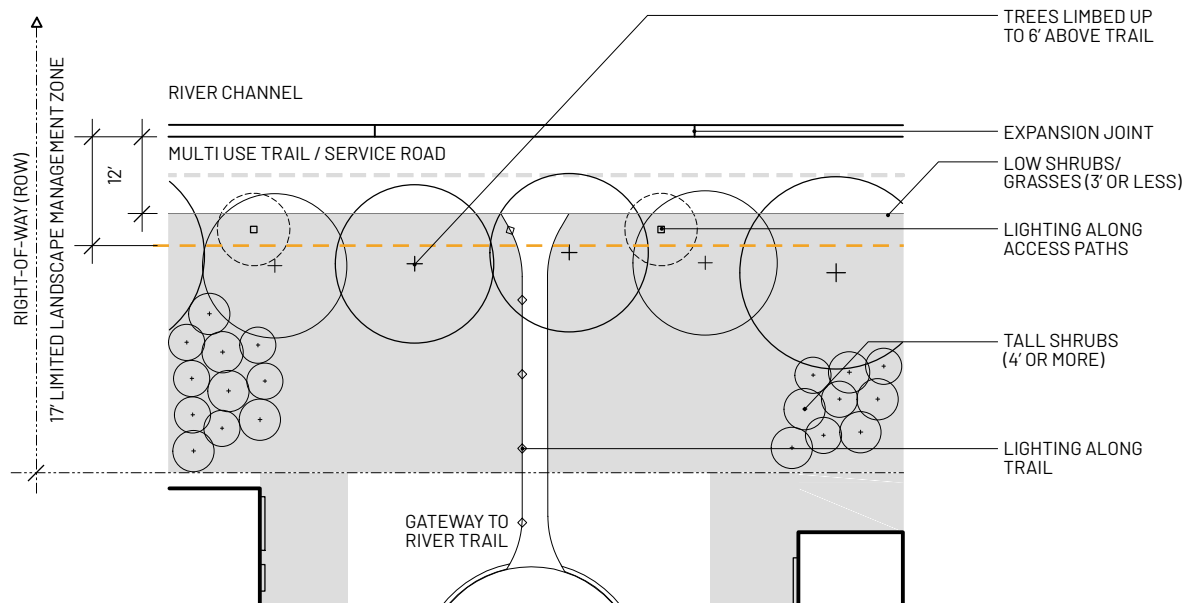 TREES LIMBED UP
TO 6' ABOVE TRAIL
RIVER CHANNEL
EXPANSION JOINT
MULTI USE TRAIL / SERVICE ROAD
LOW SHRUBS/
GRASSES (3' OR LESS)
12'
LIGHTING ALONG
ACCESS PATHS
RIGHT-OF-WAY (ROW)
17' LIMITED LANDSCAPE MANAGEMENT ZONE
TALL SHRUBS
(4' OR MORE)
LIGHTING ALONG
TRAIL
GATEWAY TO
RIVER TRAIL